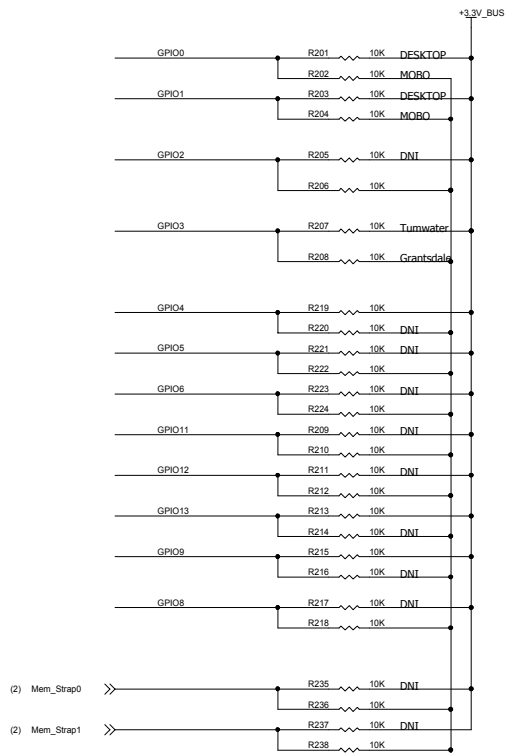 +3.3V_BUS
GPIO0 R201 10K DESKTOP
R202 10K MOBO
GPIO1 R203 10K DESKTOP
R204 10K MOBO
GPIO2 R205 10K DNI
R206 10K
GPIO3 R207 10K Tumwater
R208 10K Grantsdale
GPIO4 R219 10K
R220 10K DNI
GPIO5 R221 10K DNI
R222 10K
GPIO6 R223 10K DNI
R224 10K
GPIO11 R209 10K DNI
R210 10K
GPIO12 R211 10K DNI
R212 10K
GPIO13 R213 10K
R214 10K DNI
GPIO9 R215 10K
R216 10K DNI
GPIO8 R217 10K DNI
R218 10K
(2) Mem_Strap0 R235 10K DNI
R236 10K
(2) Mem_Strap1 R237 10K DNI
R238 10K